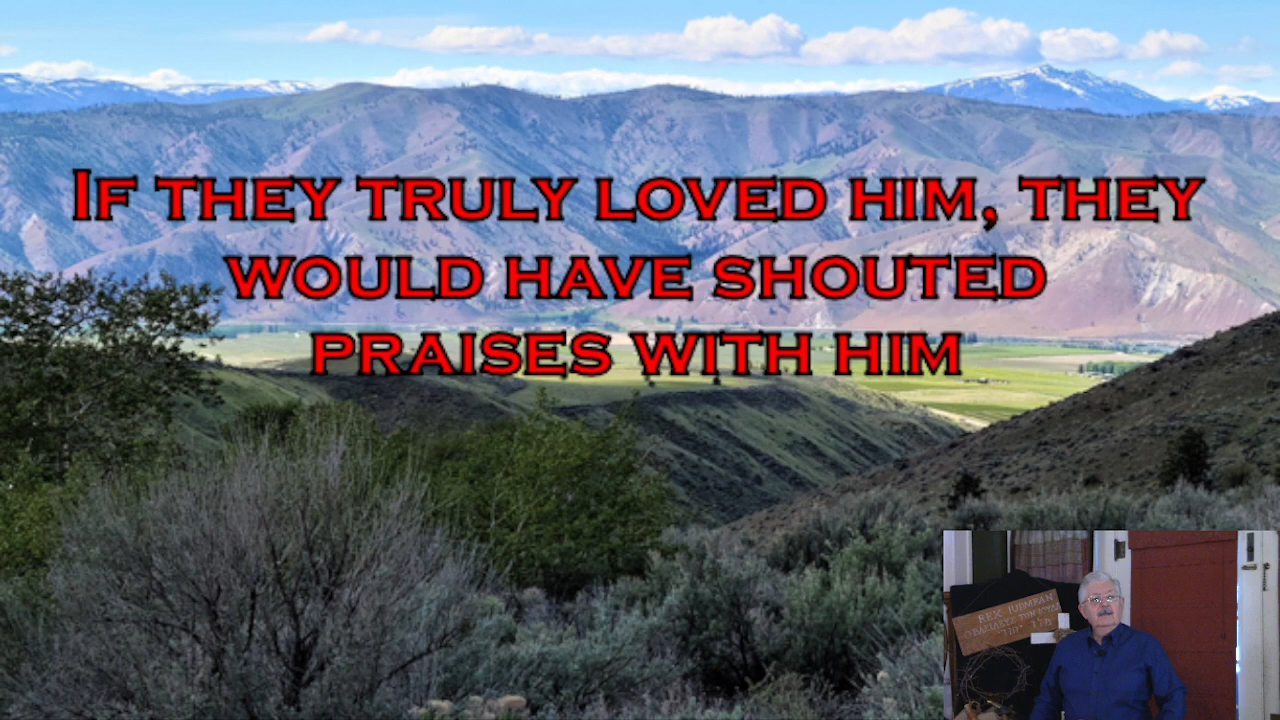 If they truly loved him, they
would have shouted
praises with him